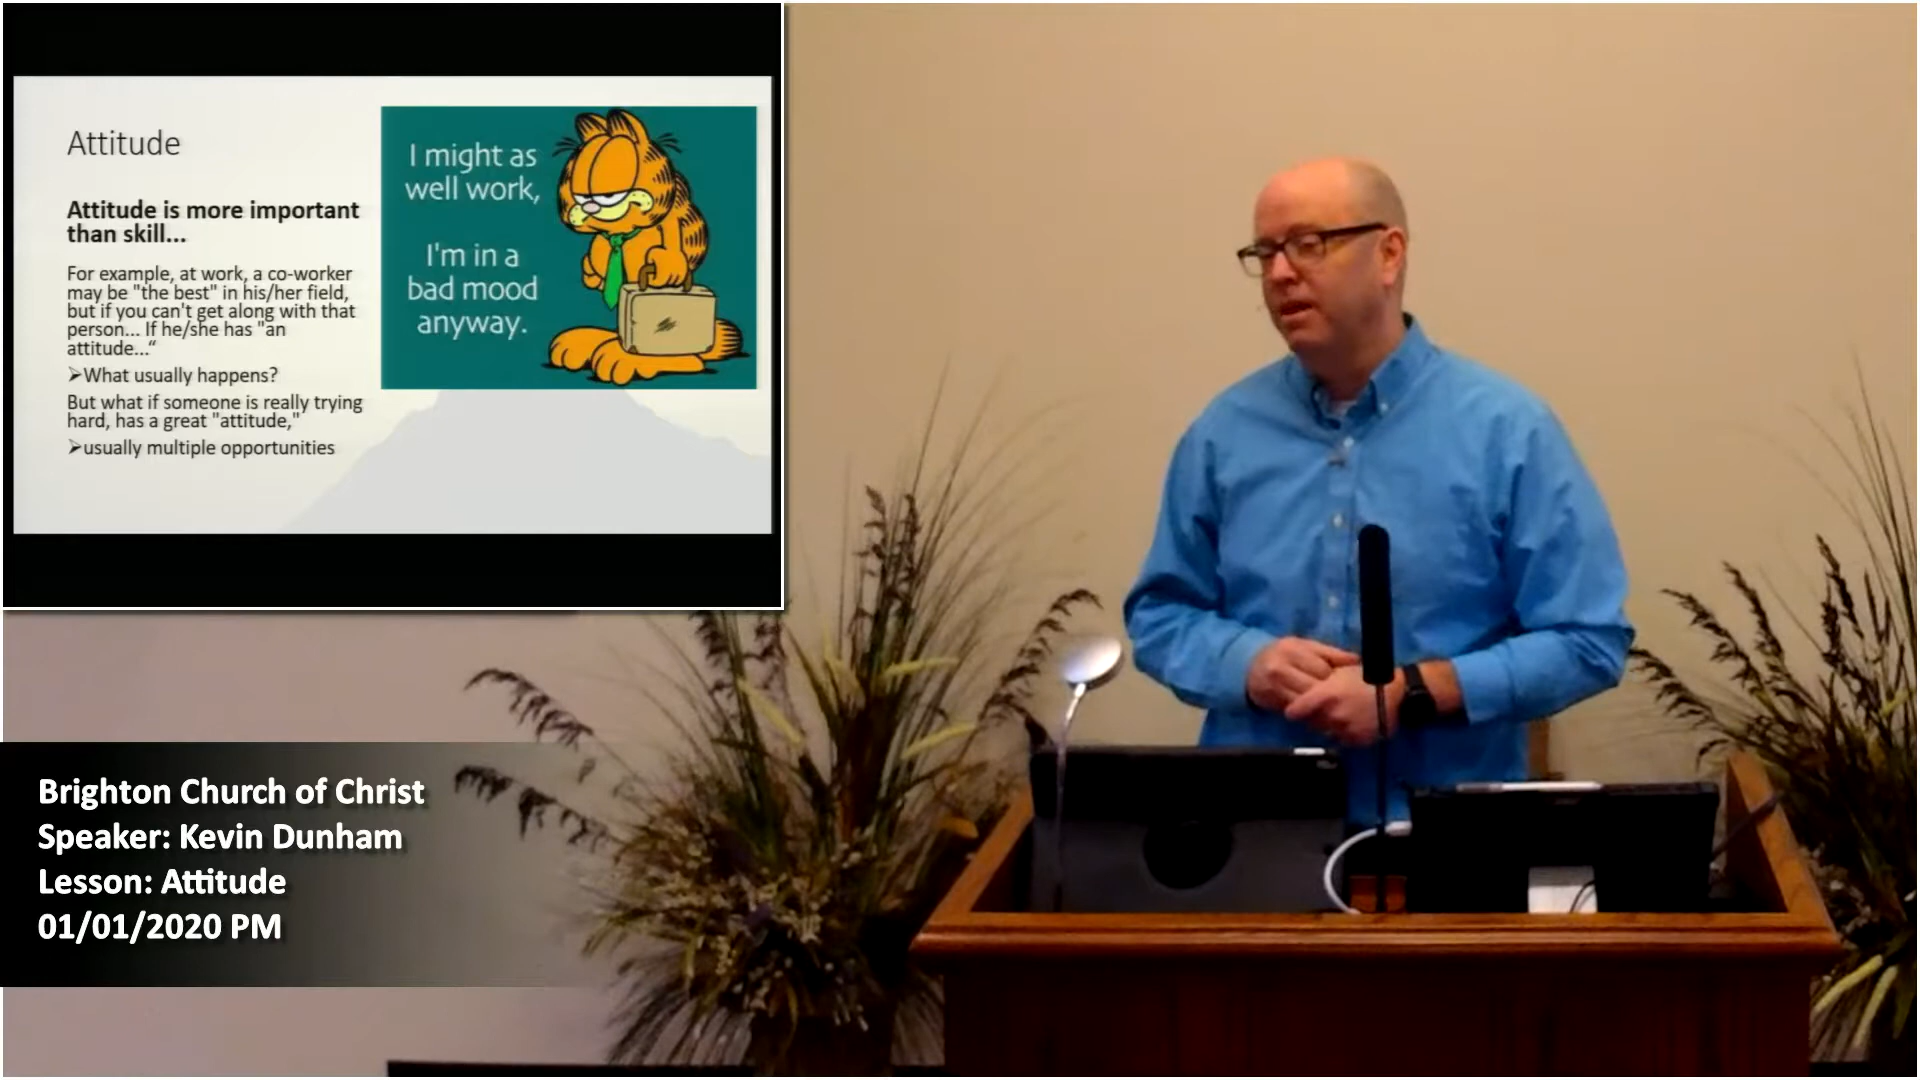 Attitude
Attitude is more important
than skill...
For example, at work, a co-worker
may be "the best" in his/her field,
but if you can't get along with that
person... If he/she has "an
attitude...“
➢What usually happens?
But what if someone is really trying
hard, has a great "attitude,"
➢usually multiple opportunities
I might as
well work,
I'm in a
bad mood
anyway.
Brighton Church of Christ
Speaker: Kevin Dunham
Lesson: Attitude
01/01/2020 PM